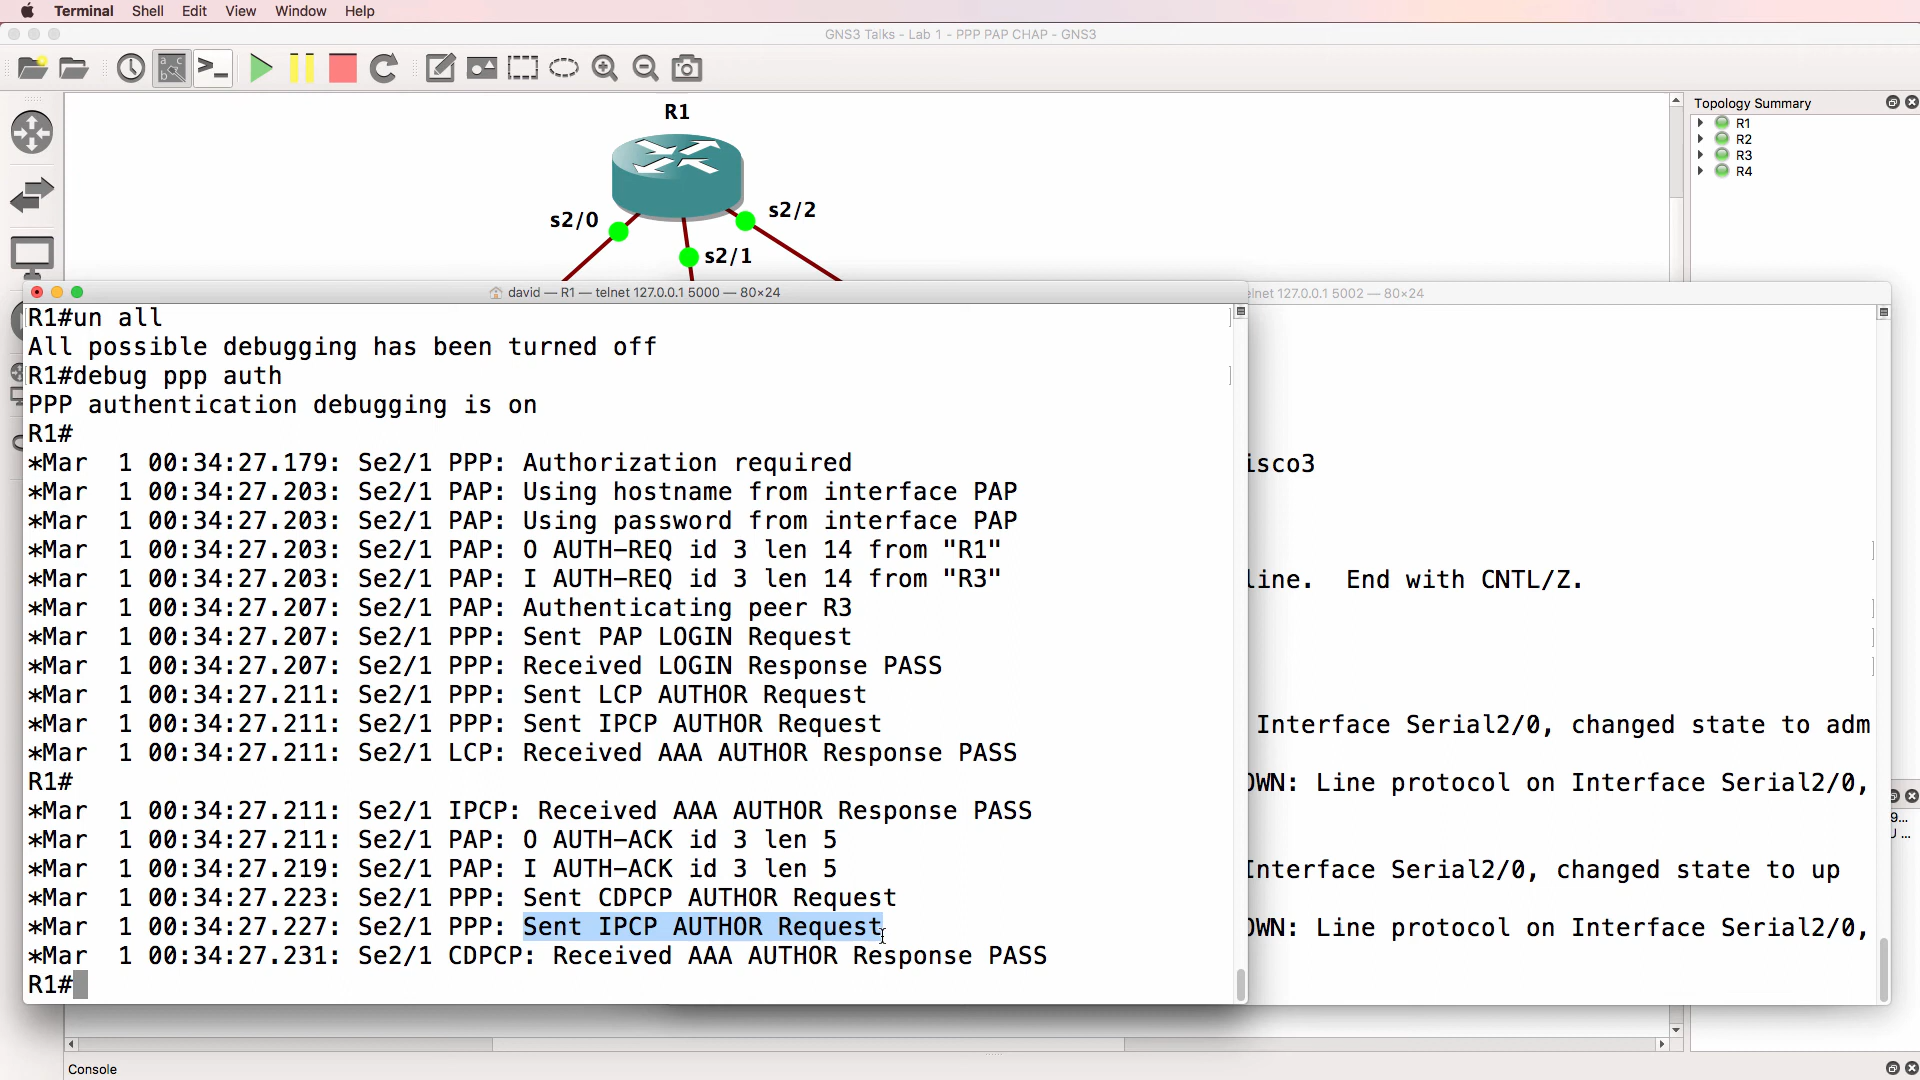 Terminal Shell Edit View Window Help
GNS3 Talks - Lab 1 - PPP PAP CHAP - GNS3
R1
s2/0
s2/2
s2/1
Topology Summary
R1
R2
R3
R4
david — R1 — telnet 127.0.0.1 5000 — 80×24
R1#un all
All possible debugging has been turned off
R1#debug ppp auth
PPP authentication debugging is on
R1#
*Mar  1 00:34:27.179: Se2/1 PPP: Authorization required
*Mar  1 00:34:27.203: Se2/1 PAP: Using hostname from interface PAP
*Mar  1 00:34:27.203: Se2/1 PAP: Using password from interface PAP
*Mar  1 00:34:27.203: Se2/1 PAP: O AUTH-REQ id 3 len 14 from "R1"
*Mar  1 00:34:27.203: Se2/1 PAP: I AUTH-REQ id 3 len 14 from "R3"
*Mar  1 00:34:27.207: Se2/1 PAP: Authenticating peer R3
*Mar  1 00:34:27.207: Se2/1 PPP: Sent PAP LOGIN Request
*Mar  1 00:34:27.207: Se2/1 PPP: Received LOGIN Response PASS
*Mar  1 00:34:27.211: Se2/1 PPP: Sent LCP AUTHOR Request
*Mar  1 00:34:27.211: Se2/1 PPP: Sent IPCP AUTHOR Request
*Mar  1 00:34:27.211: Se2/1 LCP: Received AAA AUTHOR Response PASS
R1#
*Mar  1 00:34:27.211: Se2/1 IPCP: Received AAA AUTHOR Response PASS
*Mar  1 00:34:27.211: Se2/1 PAP: O AUTH-ACK id 3 len 5
*Mar  1 00:34:27.219: Se2/1 PAP: I AUTH-ACK id 3 len 5
*Mar  1 00:34:27.223: Se2/1 PPP: Sent CDPCP AUTHOR Request
*Mar  1 00:34:27.227: Se2/1 PPP: Sent IPCP AUTHOR Request
*Mar  1 00:34:27.231: Se2/1 CDPCP: Received AAA AUTHOR Response PASS
R1#
elnet 127.0.0.1 5002 — 80×24
isco3
line.  End with CNTL/Z.
Interface Serial2/0, changed state to adm
OWN: Line protocol on Interface Serial2/0,
Interface Serial2/0, changed state to up
OWN: Line protocol on Interface Serial2/0,
9...
U ...
Console